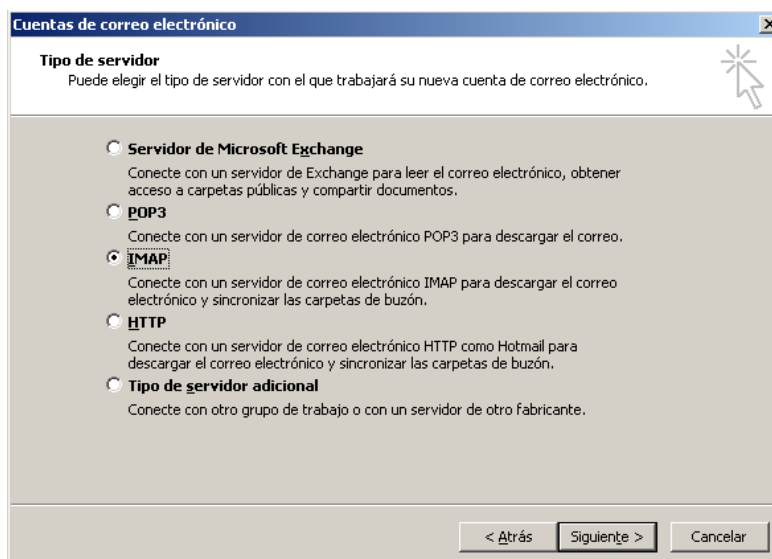 Cuentas de correo electrónico
Tipo de servidor
Puede elegir el tipo de servidor con el que trabajará su nueva cuenta de correo electrónico.
Servidor de Microsoft Exchange
Conecte con un servidor de Exchange para leer el correo electrónico, obtener
acceso a carpetas públicas y compartir documentos.
POP3
Conecte con un servidor de correo electrónico POP3 para descargar el correo.
IMAP
Conecte con un servidor de correo electrónico IMAP para descargar el correo
electrónico y sincronizar las carpetas de buzón.
HTTP
Conecte con un servidor de correo electrónico HTTP como Hotmail para
descargar el correo electrónico y sincronizar las carpetas de buzón.
Tipo de servidor adicional
Conecte con otro grupo de trabajo o con un servidor de otro fabricante.
< Atrás Siguiente > Cancelar